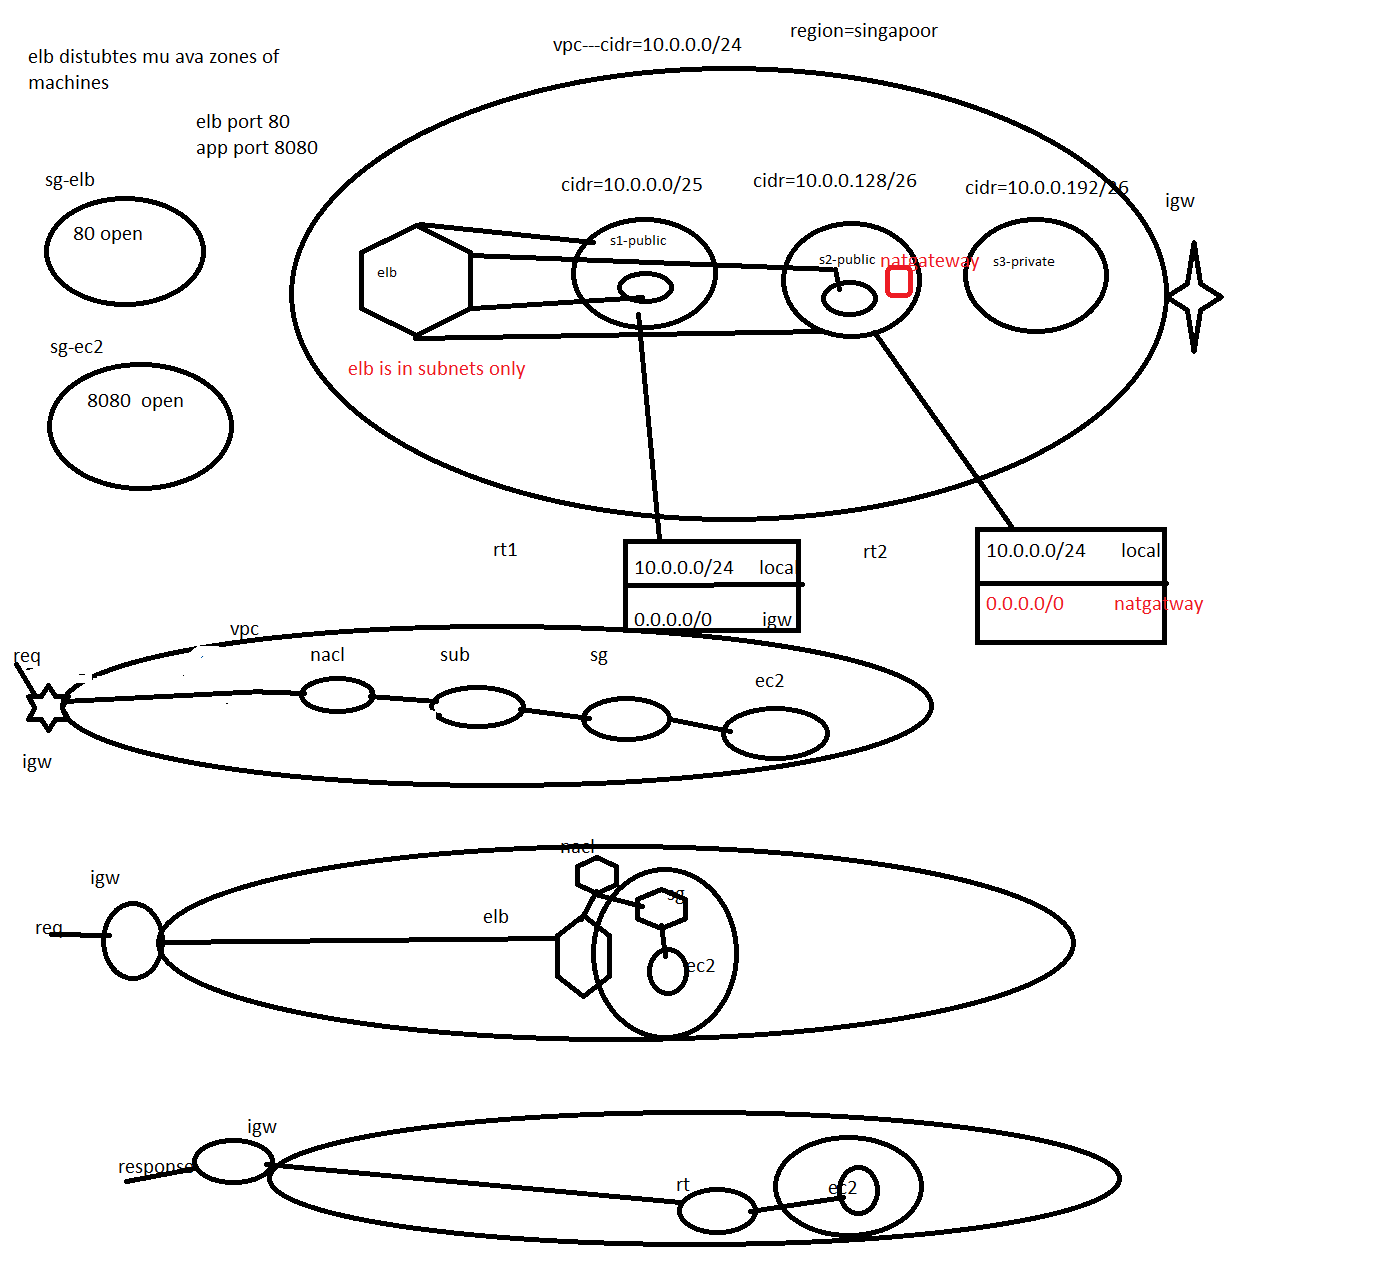 region=singapoor
vpc---cidr=10.0.0.0/24
elb distubtes mu ava zones of
machines
elb port 80
app port 8080
sg-elb
80 open
sg-ec2
8080  open
cidr=10.0.0.0/25
cidr=10.0.0.128/26
cidr=10.0.0.192/26
igw
s1-public
s2-public
natgateway
s3-private
elb
elb is in subnets only
rt1
10.0.0.0/24 loca
0.0.0.0/0 igw
rt2
10.0.0.0/24 local
0.0.0.0/0 natgatway
vpc
req
nacl
sub
sg
ec2
igw
nacl
igw
sg
elb
req
ec2
igw
response
rt
ec2